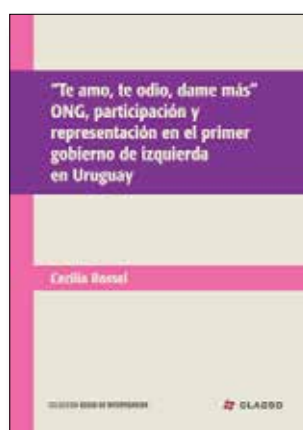 "Te amo, te odio, dame más"
ONG, participación y
representación en el primer
gobierno de izquierda
en Uruguay
Cecilia Rossel
CLACSO